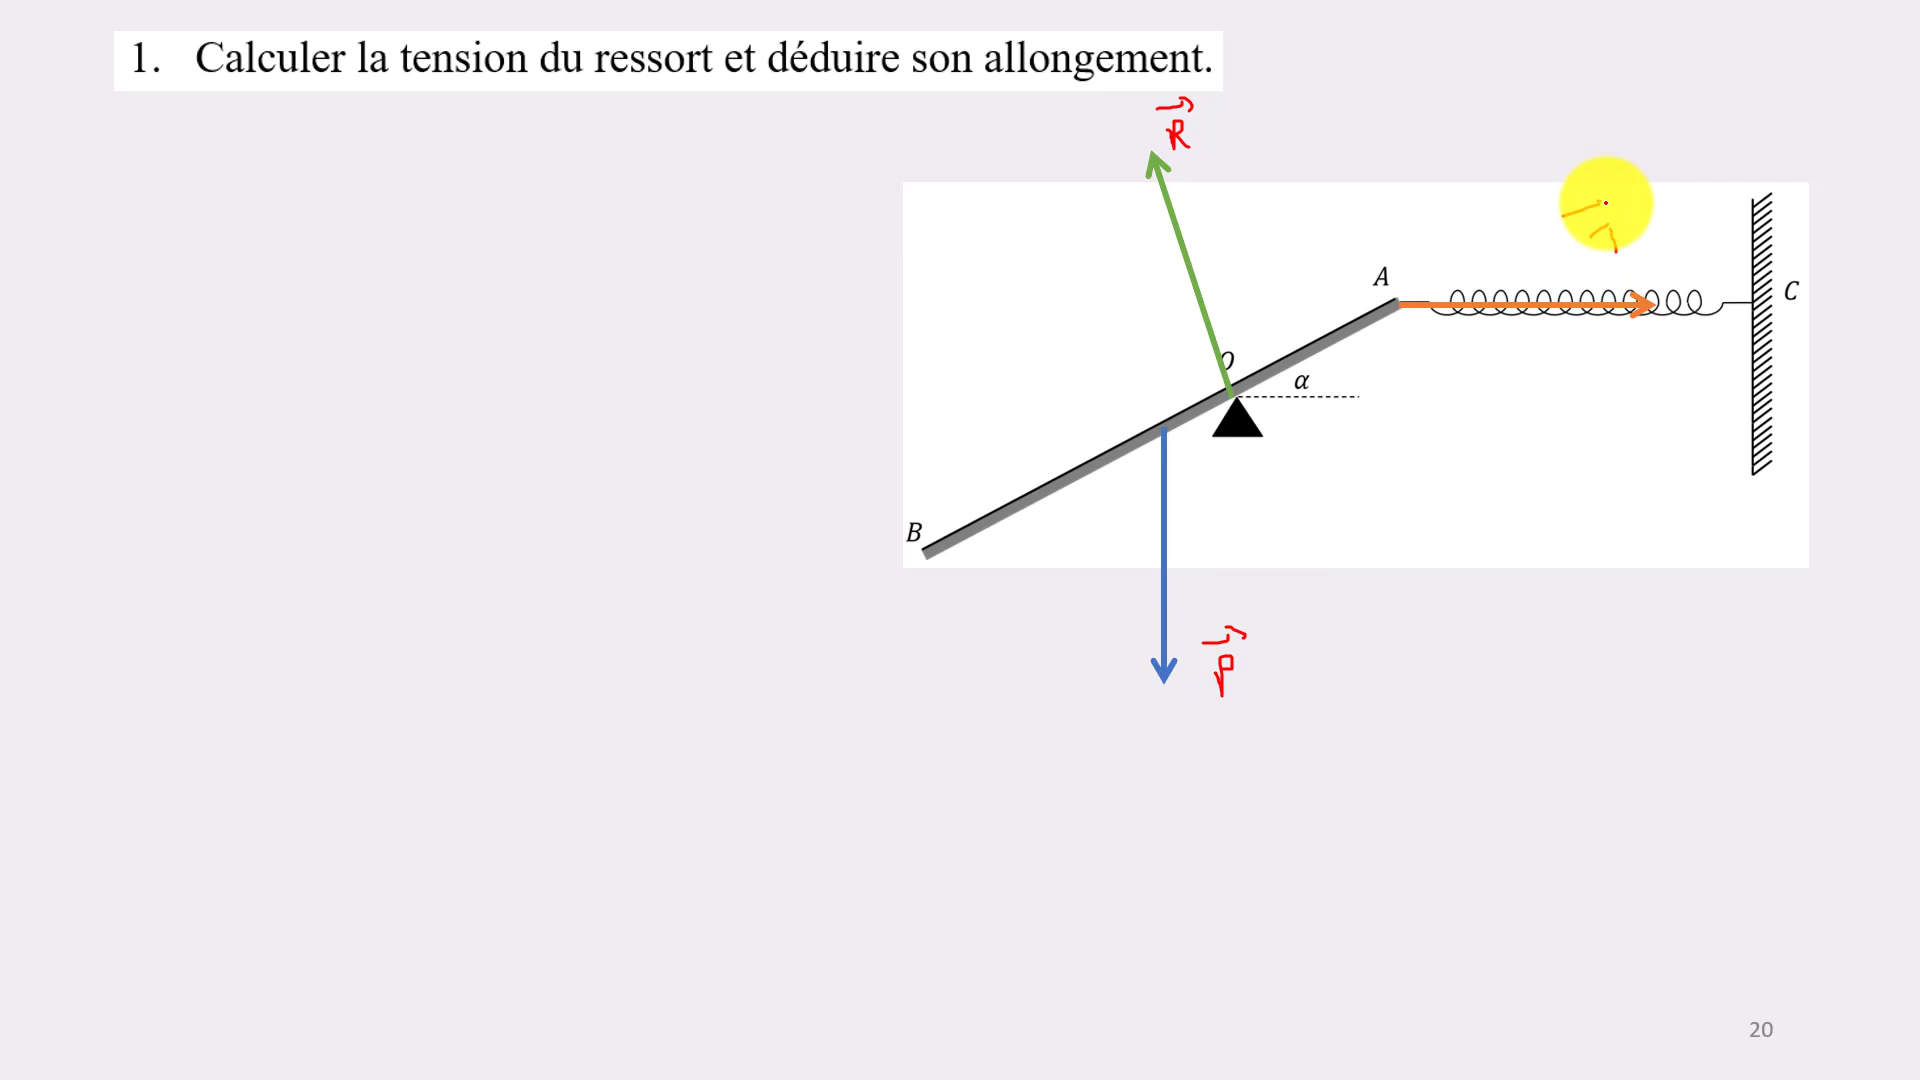 1. Calculer la tension du ressort et déduire son allongement.
R
A
C
O
α
B
P
20